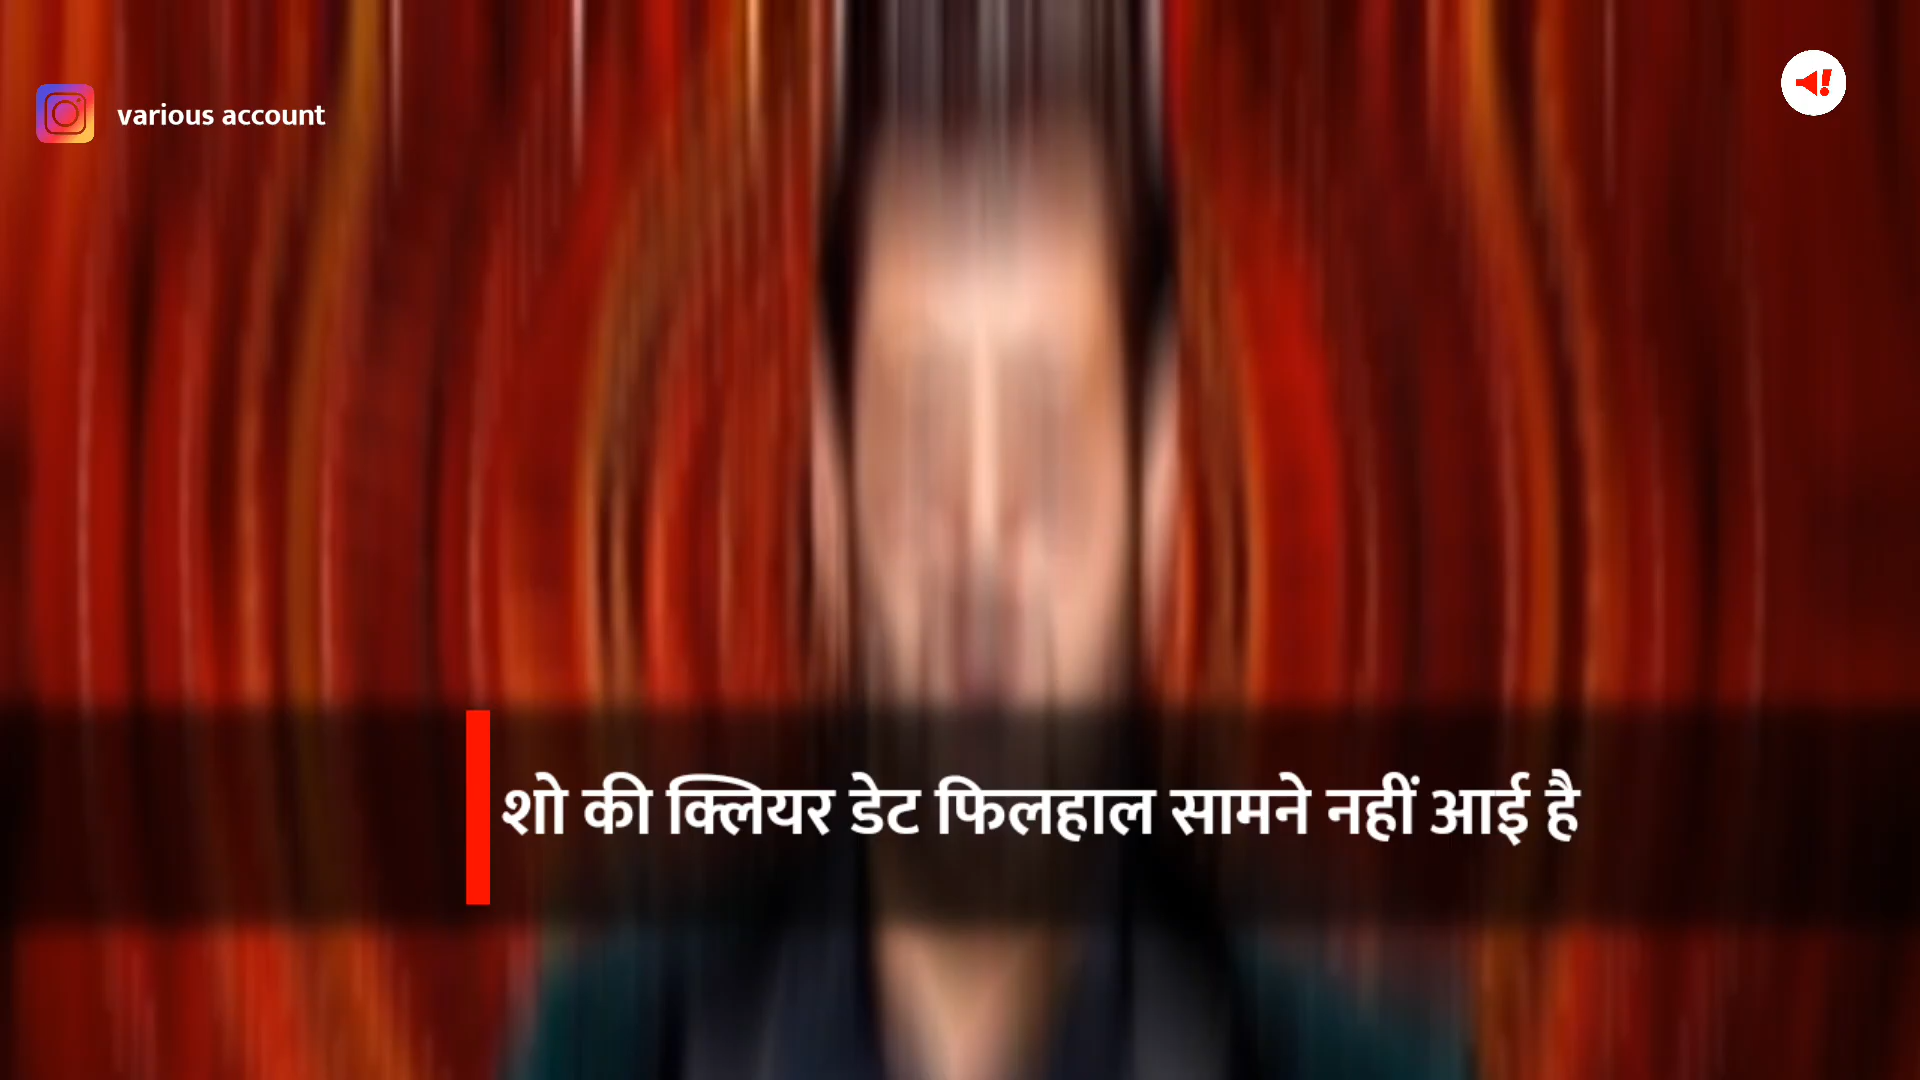 various account
शो की क्लियर डेट फिलहाल सामने नहीं आई है